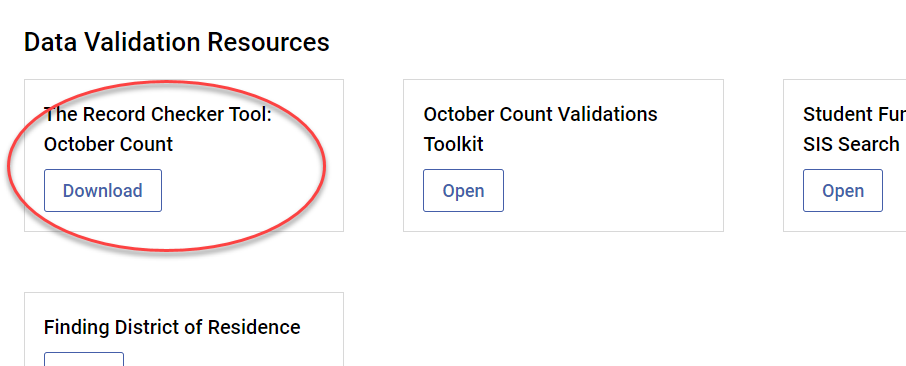 Data Validation Resources
The Record Checker Tool:
October Count
Download
October Count Validations
Toolkit
Open
Student
SIS Search
Open
Finding District of Residence